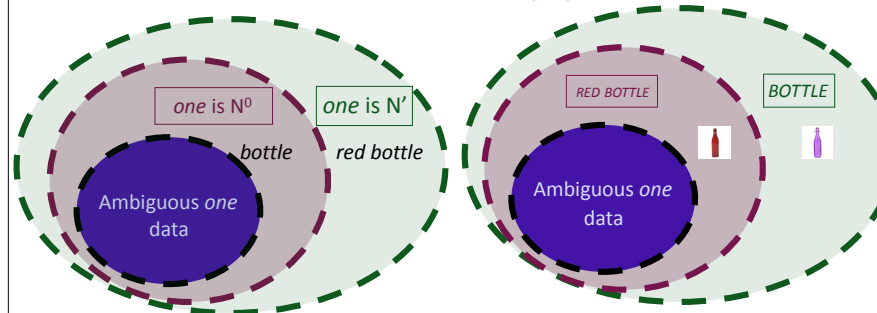 one is N⁰
one is N'
bottle
red bottle
Ambiguous one
data
RED BOTTLE
BOTTLE
Ambiguous one
data